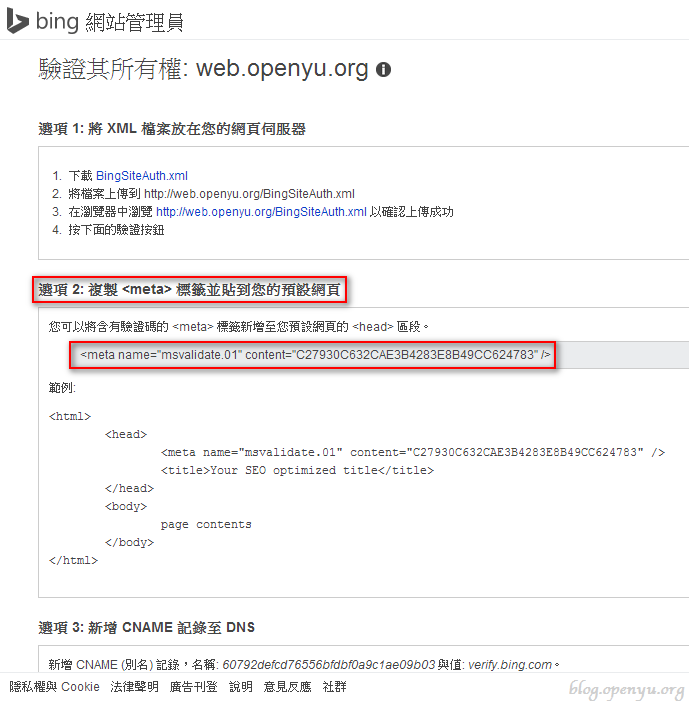 bing 網站管理員
驗證其所有權: web.openyu.org
選項 1: 將 XML 檔案放在您的網頁伺服器
1. 下載 BingSiteAuth.xml
2. 將檔案上傳到 http://web.openyu.org/BingSiteAuth.xml
3. 在瀏覽器中瀏覽 http://web.openyu.org/BingSiteAuth.xml 以確認上傳成功
4. 按下面的驗證按鈕
選項 2: 複製 <meta> 標籤並貼到您的預設網頁
您可以將含有驗證碼的 <meta> 標籤新增至您預設網頁的 <head> 區段。
<meta name="msvalidate.01" content="C27930C632CAE3B4283E8B49CC624783" />
範例:
<html>
<head>
<meta name="msvalidate.01" content="C27930C632CAE3B4283E8B49CC624783" />
<title>Your SEO optimized title</title>
</head>
<body>
page contents
</body>
</html>
選項 3: 新增 CNAME 記錄至 DNS
新增 CNAME (別名) 記錄，名稱: 60792defcd76556bfdbf0a9c1ae09b03 與值: verify.bing.com。
隱私權與 Cookie 法律聲明 廣告刊登 說明 意見反應 社群
blog.openyu.org